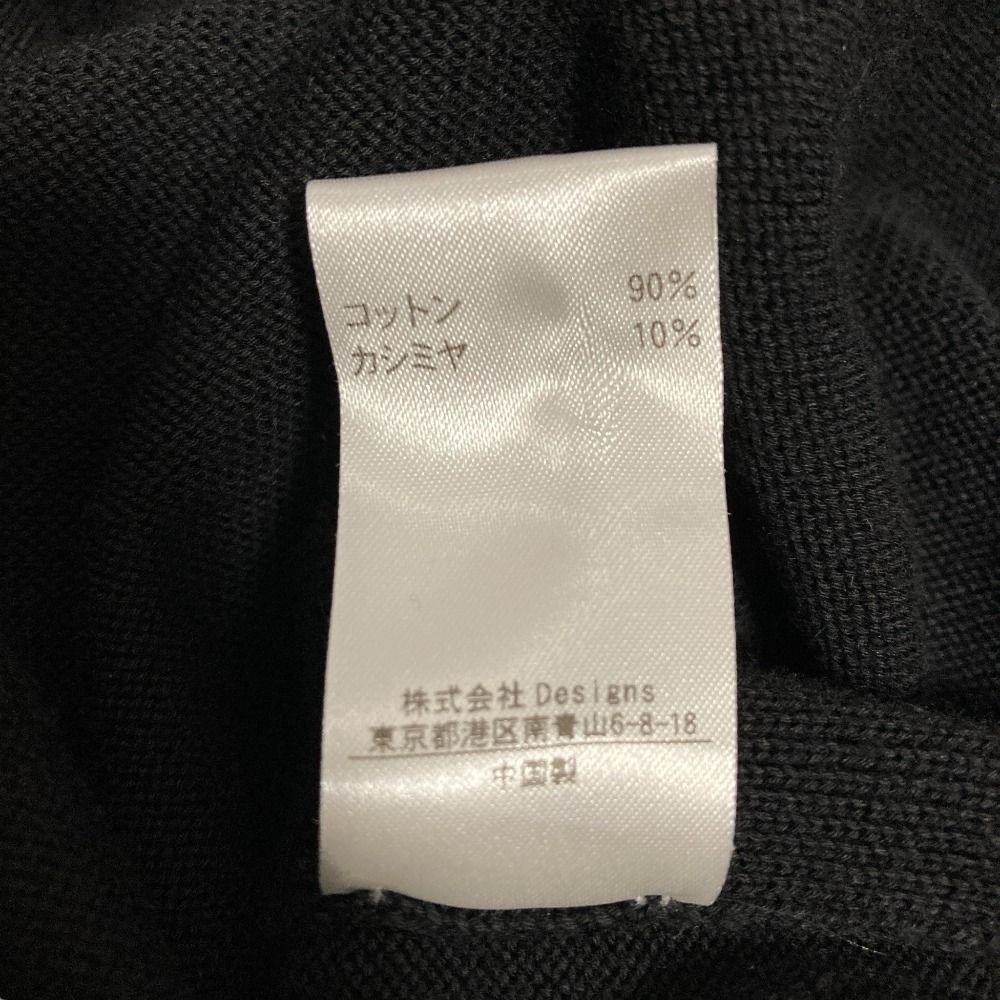 コットン 90%
カシミヤ 10%
株式会社 Designs
東京都港区南青山6-8-18
中国製